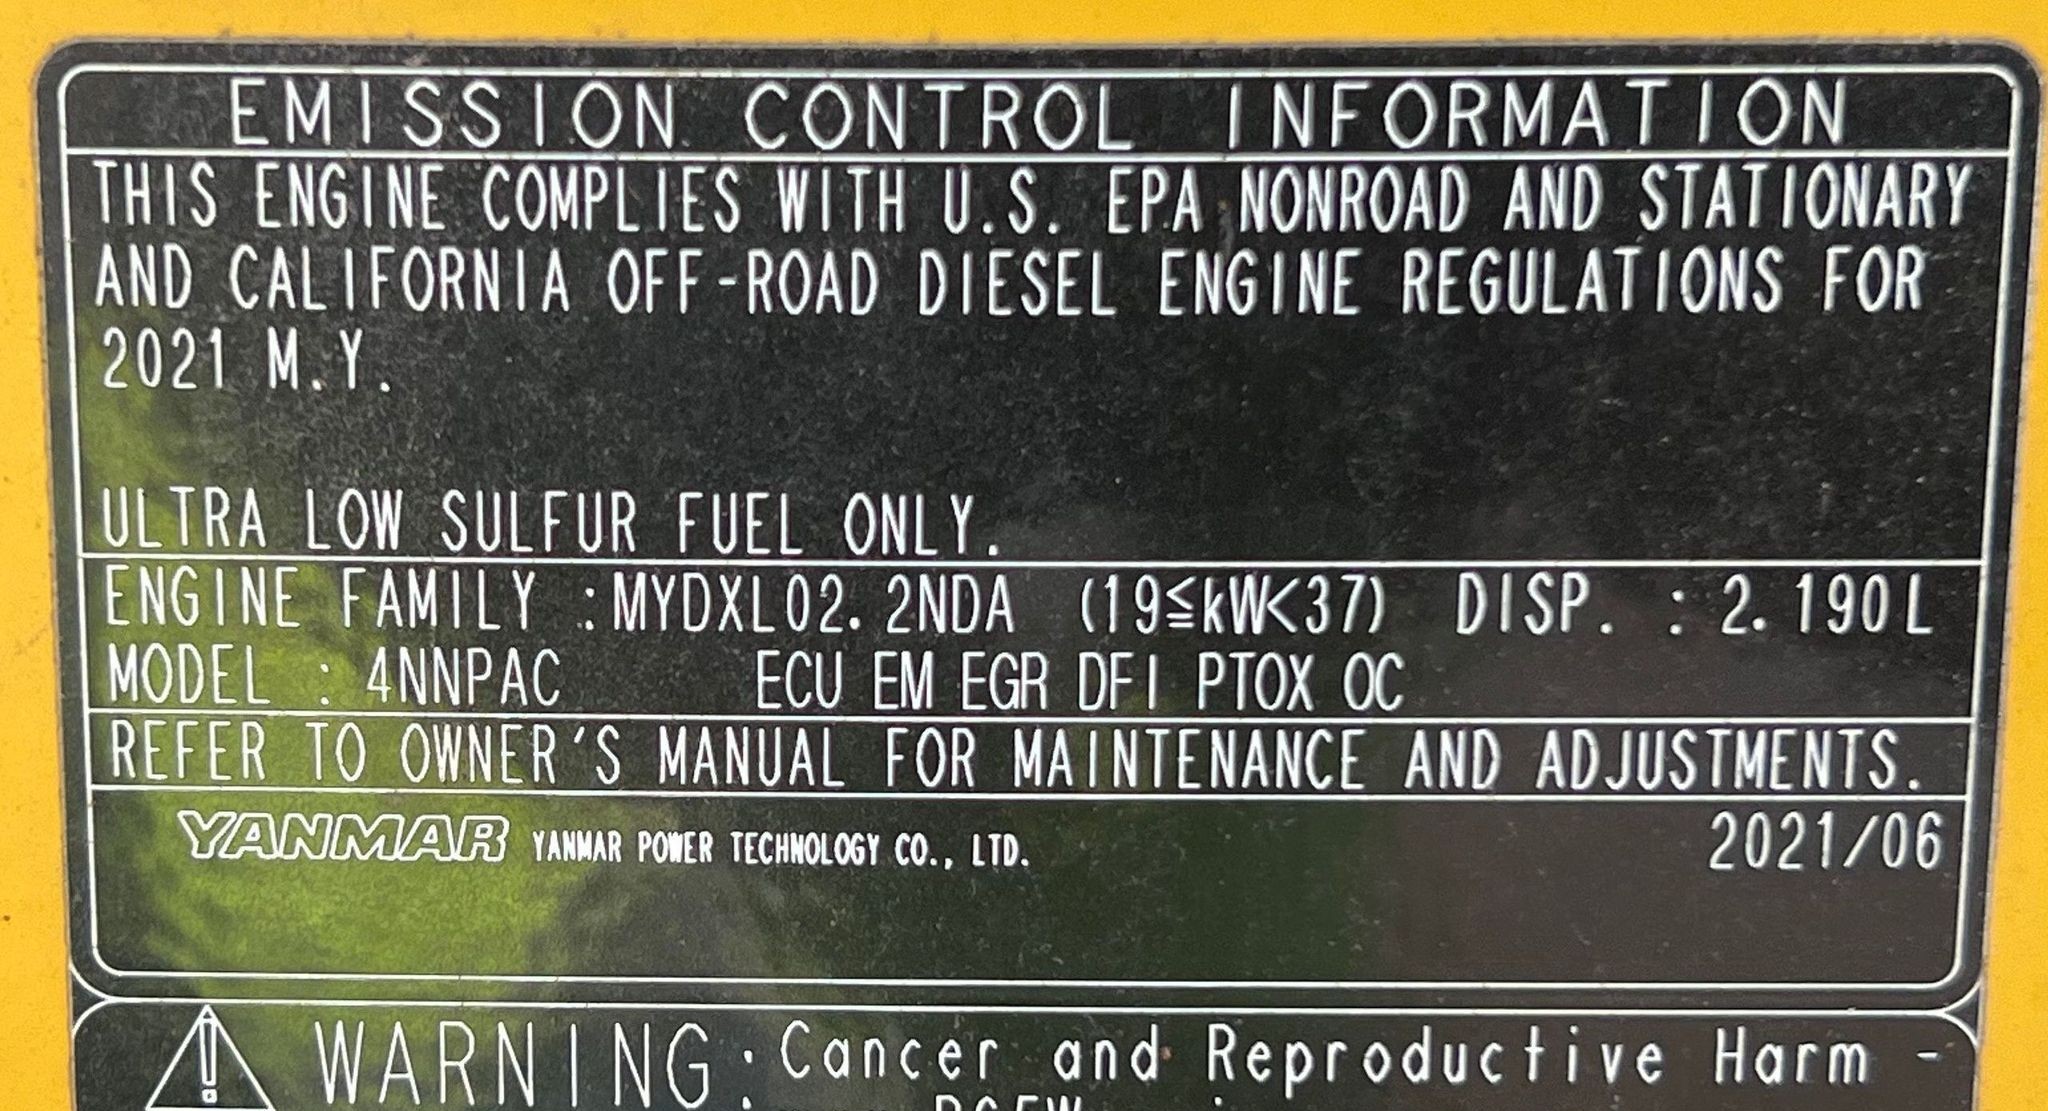 EMISSION CONTROL INFORMATION
THIS ENGINE COMPLIES WITH U.S. EPA NONROAD AND STATIONARY
AND CALIFORNIA OFF-ROAD DIESEL ENGINE REGULATIONS FOR
2021 M.Y.
ULTRA LOW SULFUR FUEL ONLY.
ENGINE FAMILY :MYDXL02.2NDA (19≦kW<37) DISP. : 2.190L
MODEL : 4NNPAC ECU EM EGR DFI PTOX OC
REFER TO OWNER'S MANUAL FOR MAINTENANCE AND ADJUSTMENTS.
YANMAR YANMAR POWER TECHNOLOGY CO., LTD. 2021/06
WARNING: Cancer and Reproductive Harm -